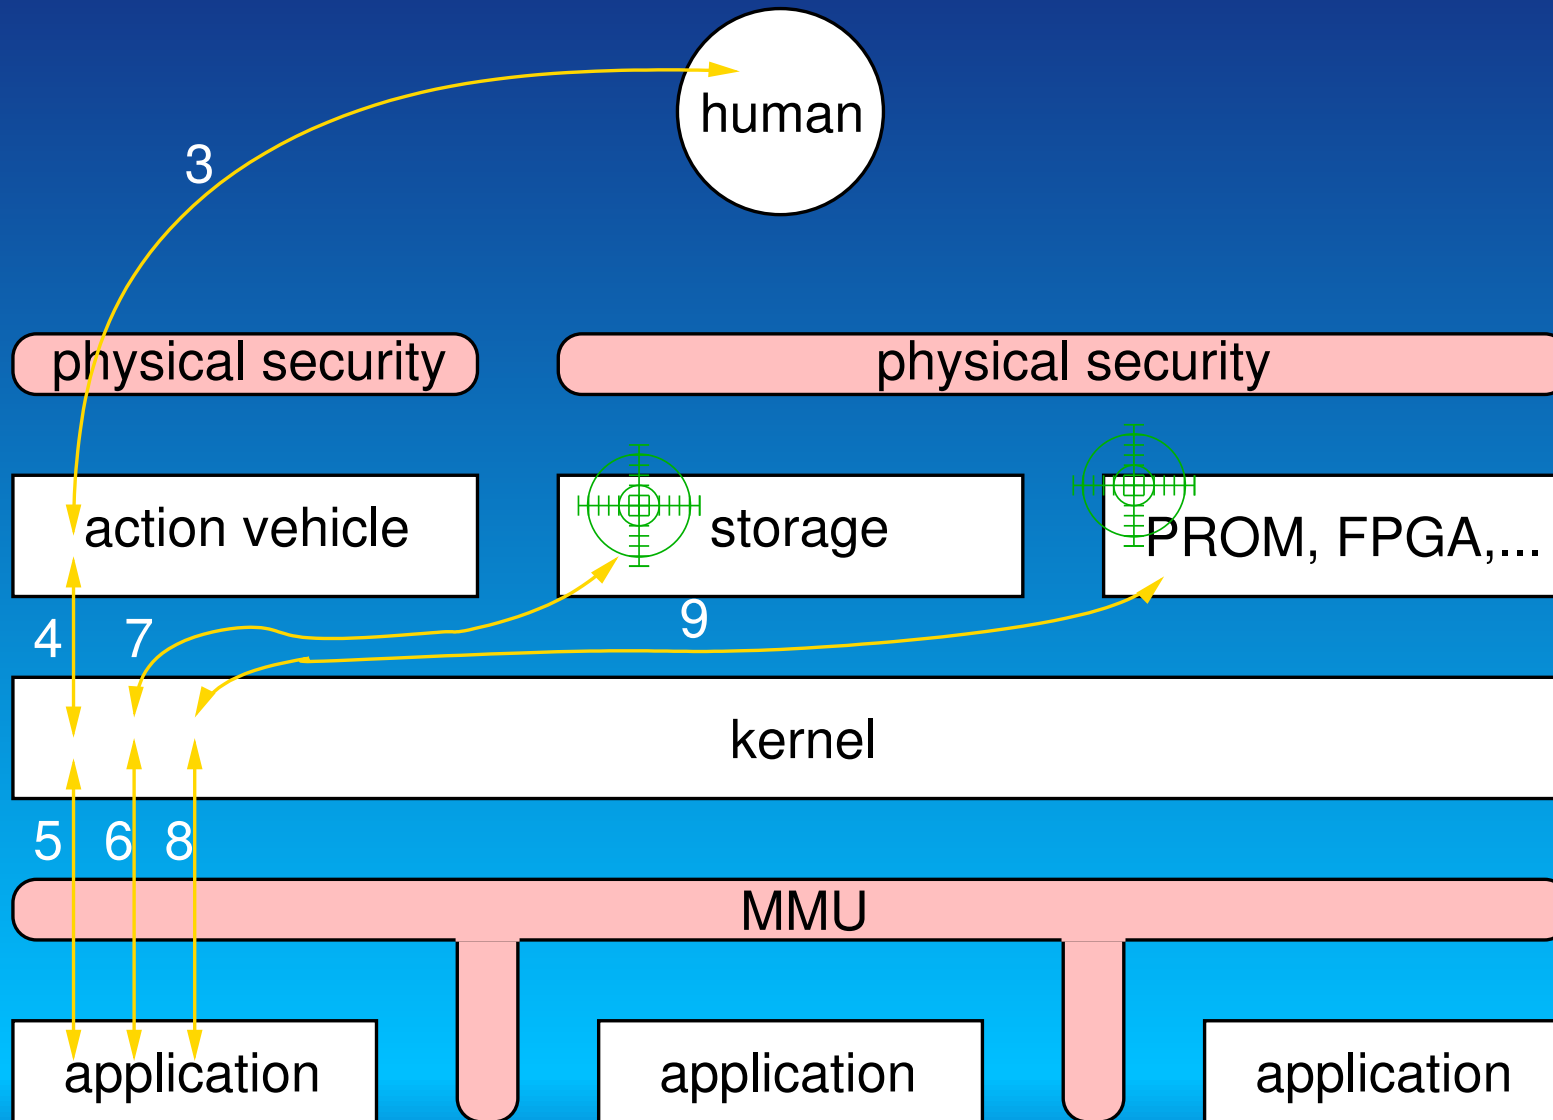 human
3
physical security physical security
action vehicle storage PROM, FPGA,...
4 7 9
kernel
5 6 8
MMU
application application application